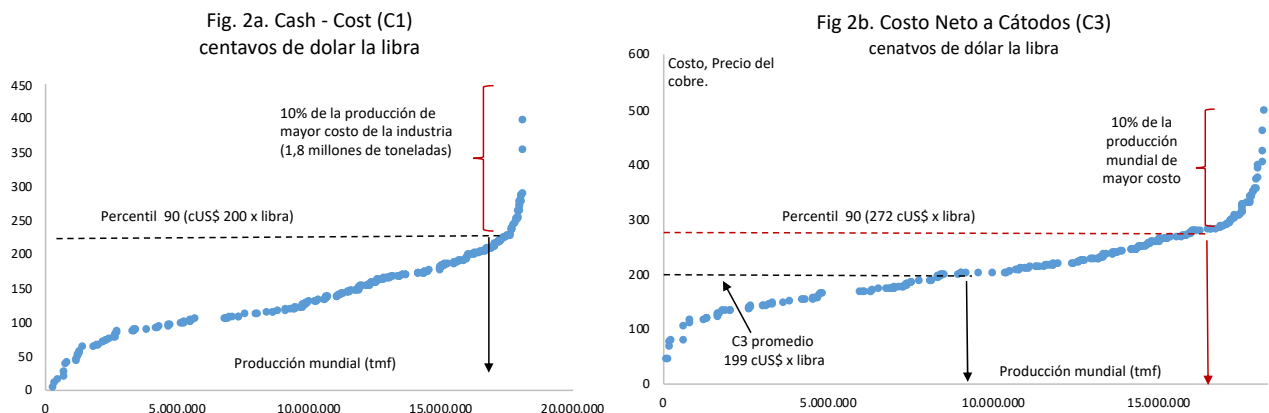 Fig. 2a. Cash - Cost (C1)
centavos de dolar la libra
450
400
350
300
250
200
150
100
50
0
10% de la producción de
mayor costo de la industria
(1,8 millones de toneladas)
Percentil 90 (cUS$ 200 x libra)
Producción mundial (tmf)
0
5.000.000
10.000.000
15.000.000
20.000.000
Fig 2b. Costo Neto a Cátodos (C3)
cenatvos de dólar la libra
600
500
400
300
200
100
0
Costo, Precio del
cobre.
10% de la
producción
mundial de
mayor costo
Percentil 90 (272 cUS$ x libra)
C3 promedio
199 cUS$ x libra
Producción mundial (tmf)
0
5.000.000
10.000.000
15.000.000